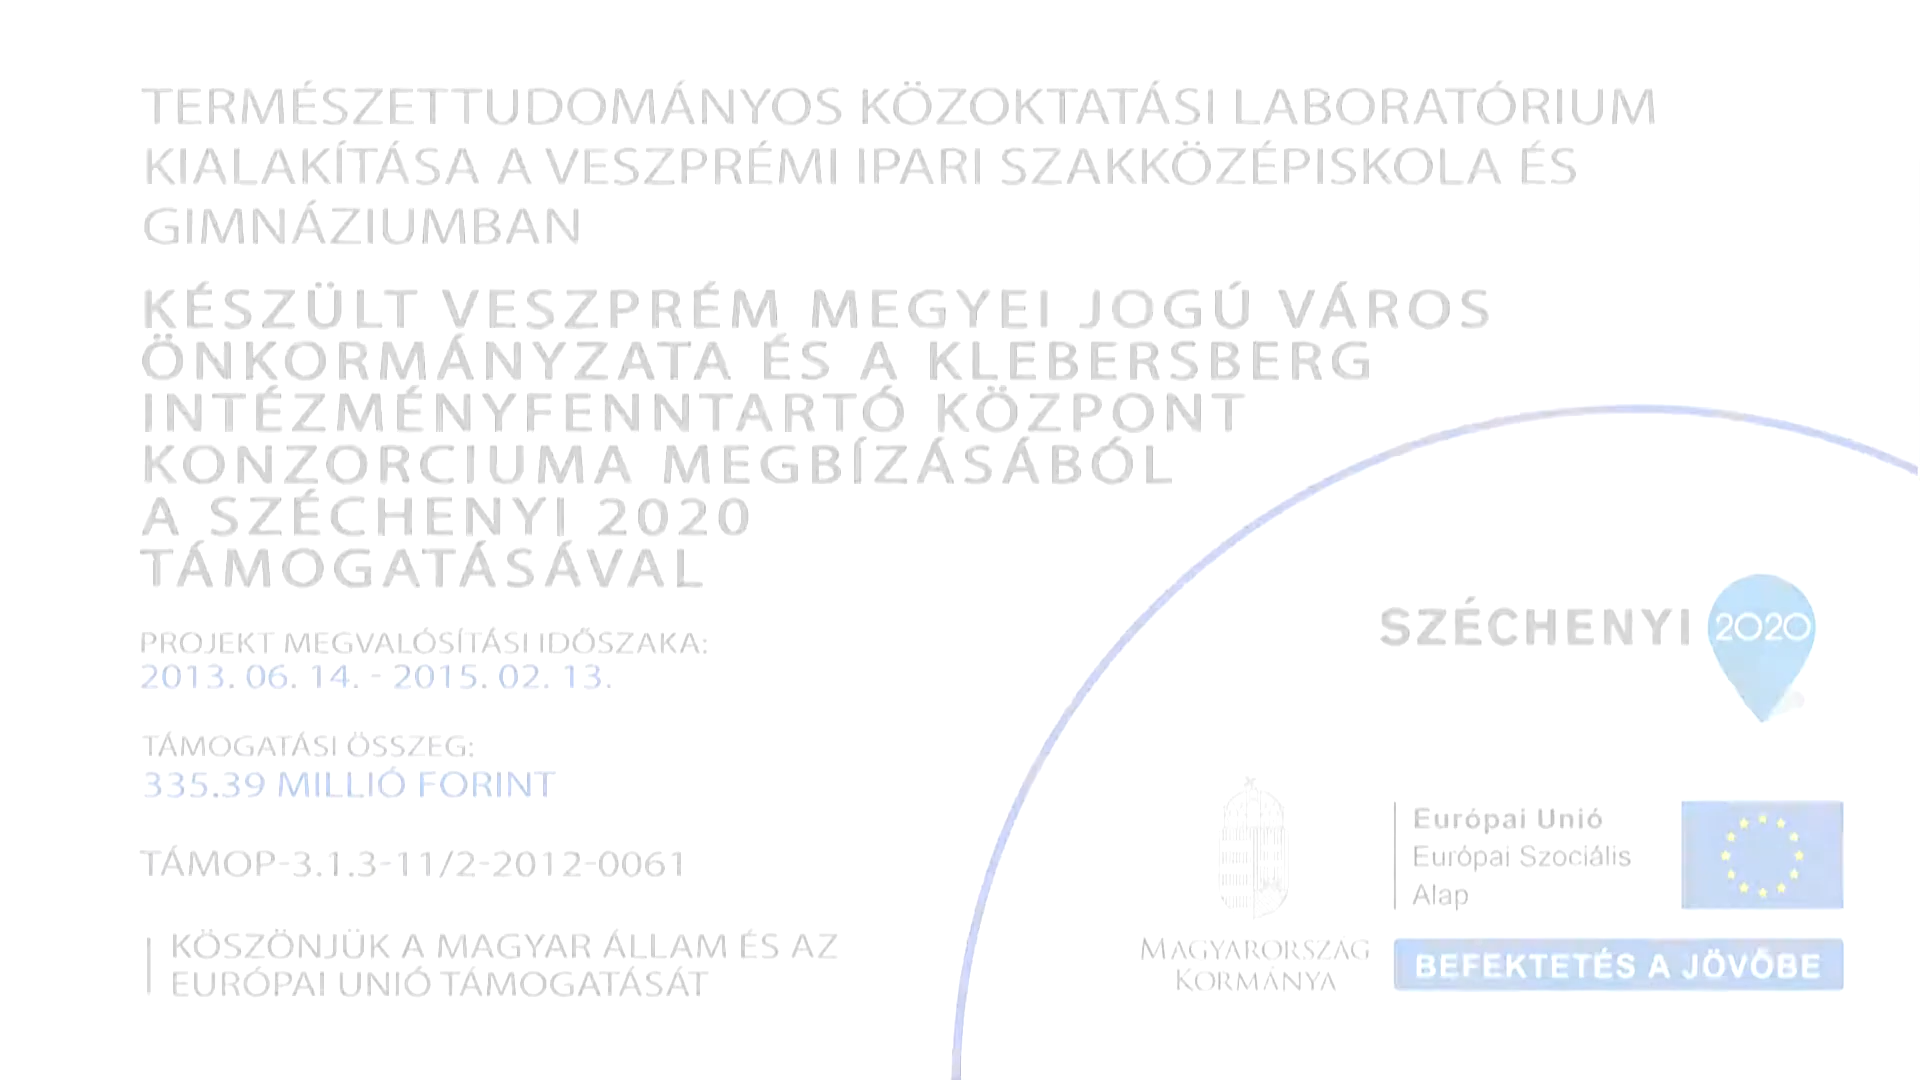 TERMÉSZETTUDOMÁNYOS KÖZOKTATÁSI LABORATÓRIUM
KIALAKÍTÁSA A VESZPRÉMI IPARI SZAKKÖZÉPISKOLA ÉS
GIMNÁZIUMBAN
KÉSZÜLT VESZPRÉM MEGYEI JOGÚ VÁROS
ÖNKORMÁNYZATA ÉS A KLEBERSBERG
INTÉZMÉNYFENNTARTÓ KÖZPONT
KONZORCIUMA MEGBÍZÁSÁBÓL
A SZÉCHENYI 2020
TÁMOGATÁSÁVAL
PROJEKT MEGVALÓSÍTÁSI IDŐSZAKA:
2013. 06. 14. - 2015. 02. 13.
TÁMOGATÁSI ÖSSZEG:
335.39 MILLIÓ FORINT
TÁMOP-3.1.3-11/2-2012-0061
KÖSZÖNJÜK A MAGYAR ÁLLAM ÉS AZ
EURÓPAI UNIÓ TÁMOGATÁSÁT
SZÉCHENYI 2020
MAGYARORSZÁG
KORMÁNYA
Európai Unió
Európai Szociális
Alap
BEFEKTETÉS A JÖVŐBE